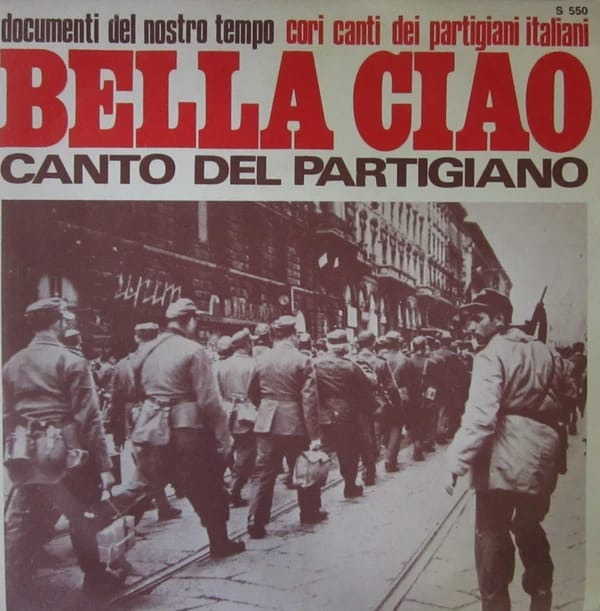 S 550
documenti del nostro tempo cori canti dei partigiani italiani
BELLA CIAO
CANTO DEL PARTIGIANO